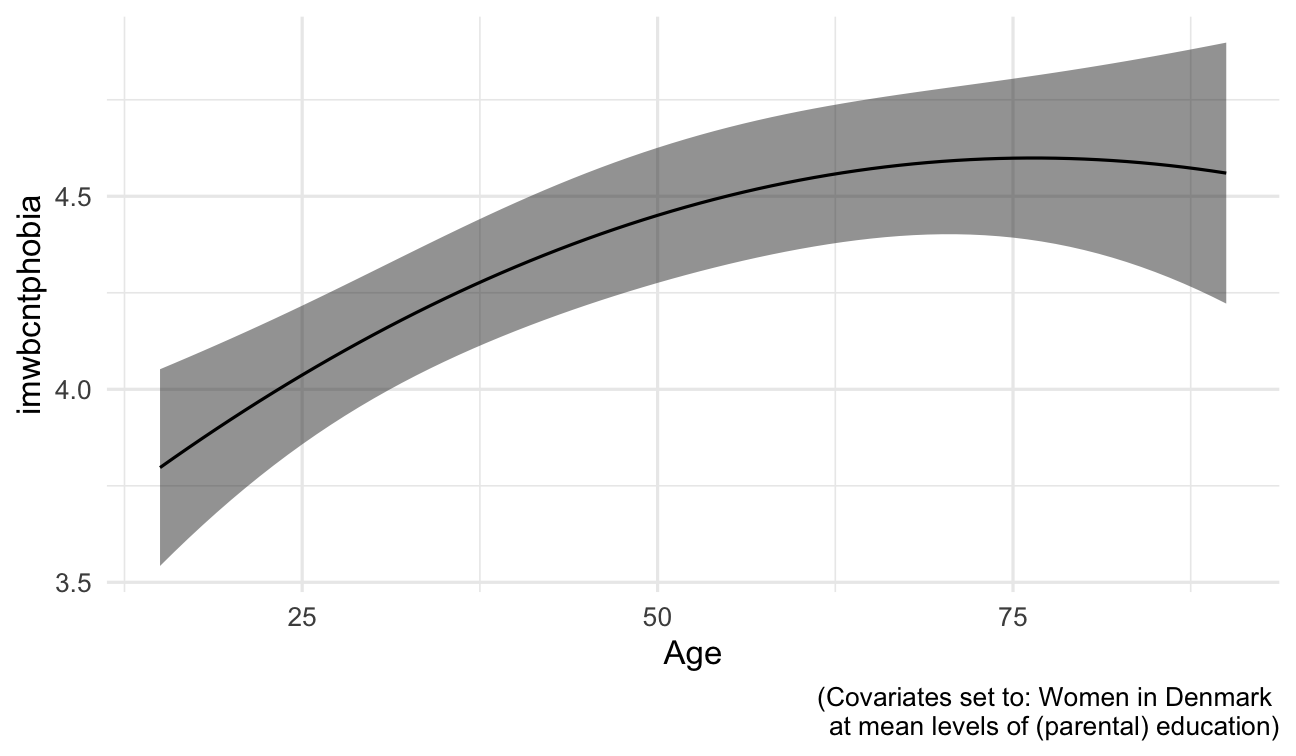 imwbcntphobia
4.5
4.0
3.5
25 50 75
Age
(Covariates set to: Women in Denmark
at mean levels of (parental) education)